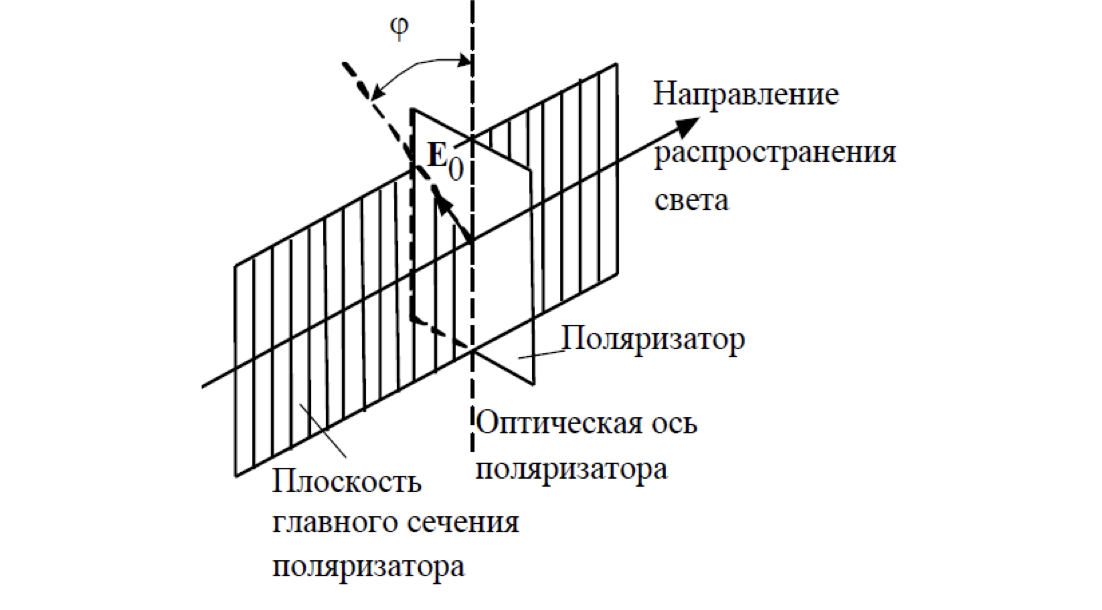 φ
Направление
распространения
света
E0
Поляризатор
Оптическая ось
поляризатора
Плоскость
главного сечения
поляризатора